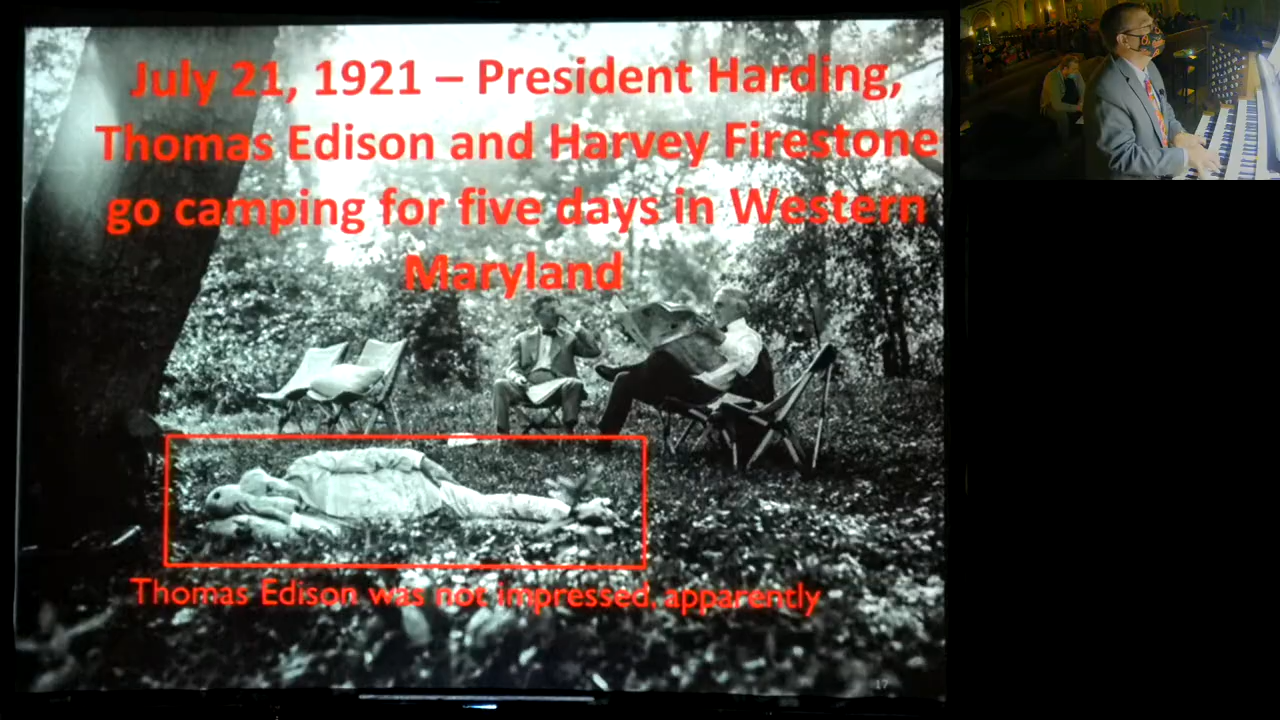 July 21, 1921 – President Harding,
Thomas Edison and Harvey Firestone
go camping for five days in Western
Maryland
Thomas Edison was not impressed, apparently
17